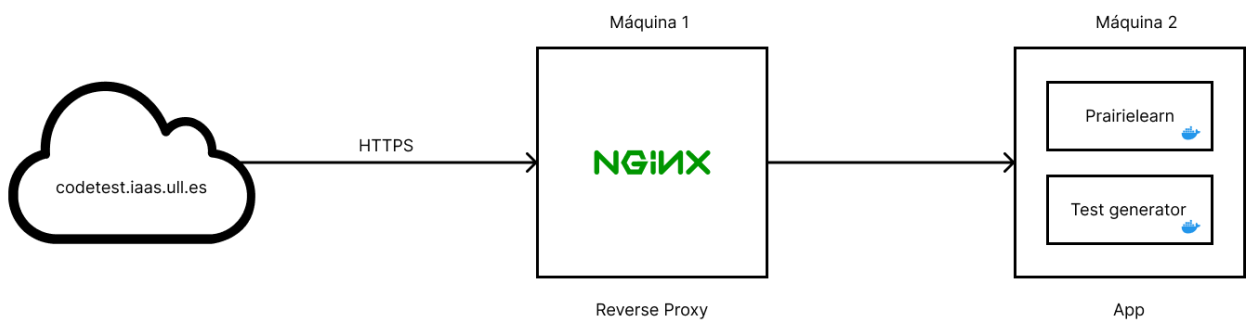 Máquina 1
Máquina 2
Prairielearn
HTTPS
NGINX
codetest.iaas.ull.es
Test generator
Reverse Proxy
App